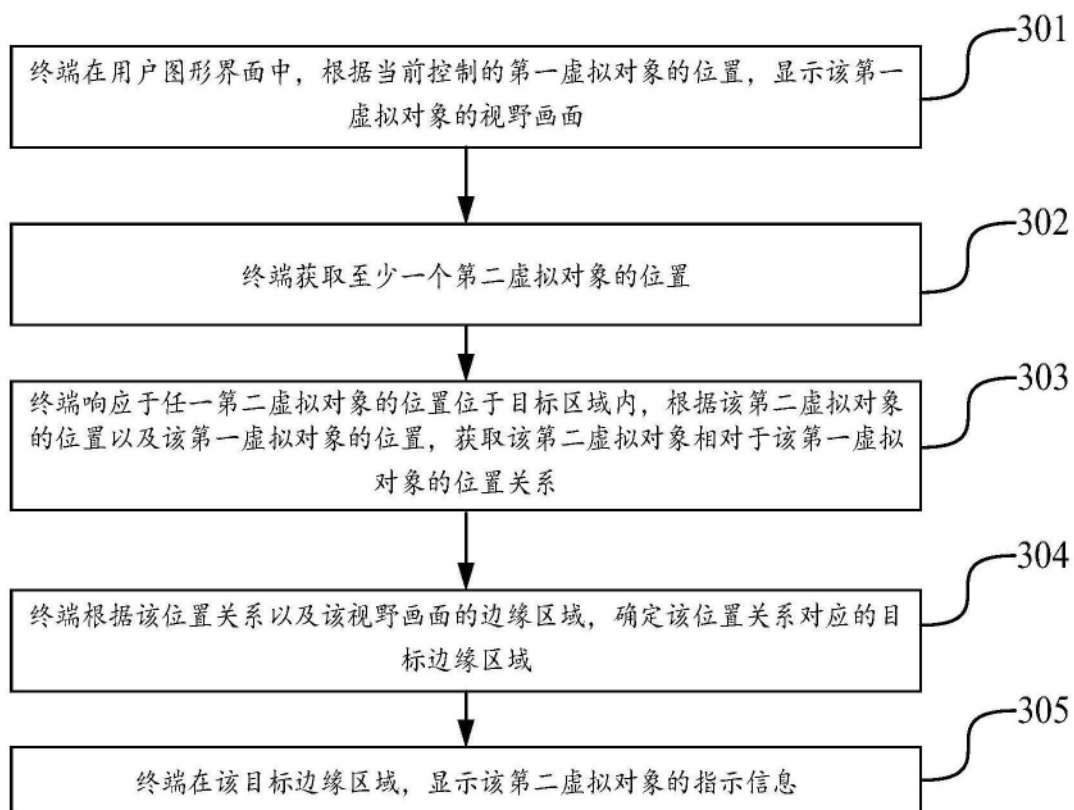 301
终端在用户图形界面中，根据当前控制的第一虚拟对象的位置，显示该第一
虚拟对象的视野画面
302
终端获取至少一个第二虚拟对象的位置
303
终端响应于任一第二虚拟对象的位置位于目标区域内，根据该第二虚拟对象
的位置以及该第一虚拟对象的位置，获取该第二虚拟对象相对于该第一虚拟
对象的位置关系
304
终端根据该位置关系以及该视野画面的边缘区域，确定该位置关系对应的目
标边缘区域
305
终端在该目标边缘区域，显示该第二虚拟对象的指示信息